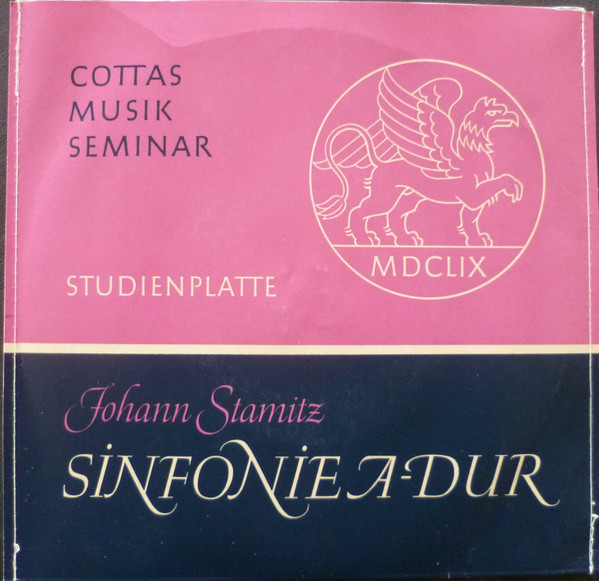 COTTAS
MUSIK
SEMINAR
MDCLIX
STUDIENPLATTE
Johann Stamitz
SINFONIE A-DUR